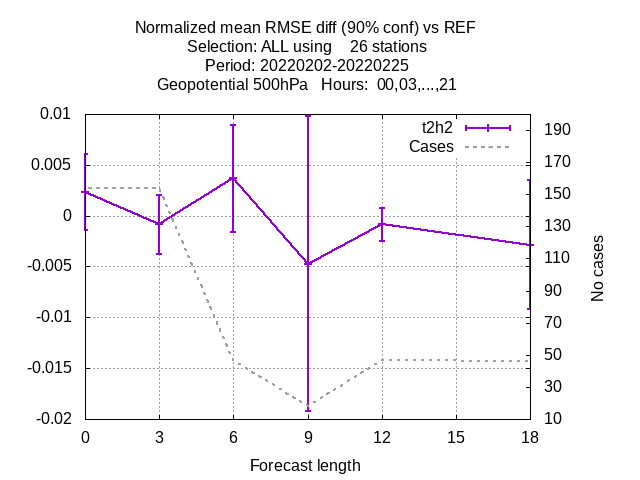 Normalized mean RMSE diff (90% conf) vs REF
Selection: ALL using    26 stations
Period: 20220202-20220225
Geopotential 500hPa   Hours:  00,03,...,21
0.01
0.005
0
-0.005
-0.01
-0.015
-0.02
t2h2
Cases
190
170
150
130
110
90
70
50
30
10
No cases
0 3 6 9 12 15 18
Forecast length